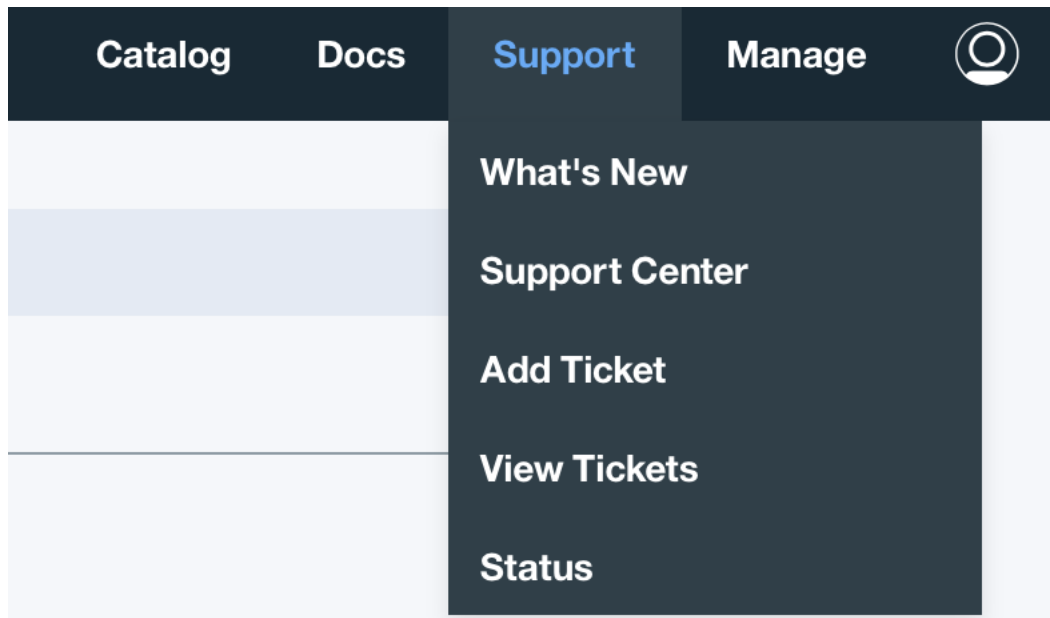 Catalog Docs Support Manage
What's New
Support Center
Add Ticket
View Tickets
Status